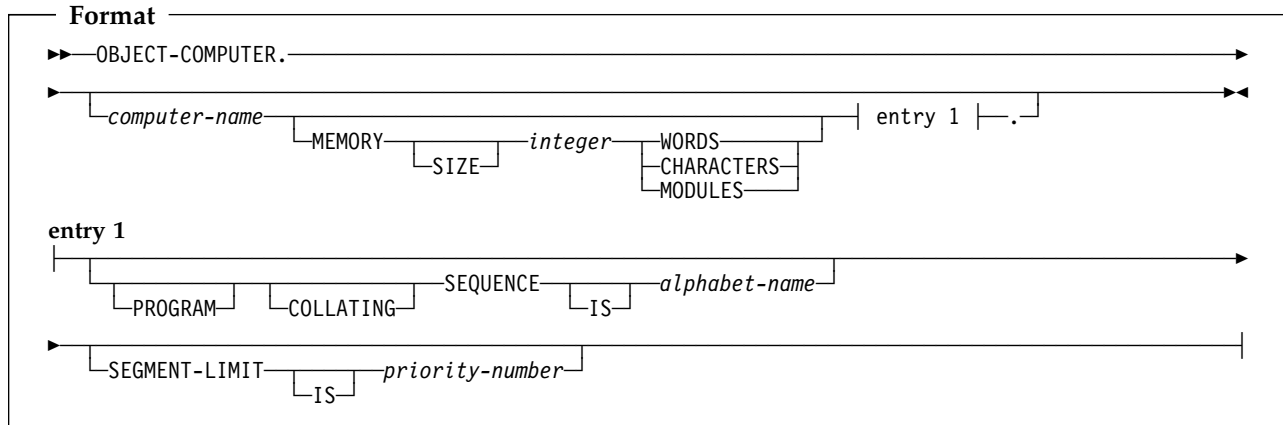 Format
OBJECT-COMPUTER.
computer-name entry 1 .
MEMORY integer WORDS
SIZE CHARACTERS
MODULES
entry 1
SEQUENCE alphabet-name
PROGRAM COLLATING IS
SEGMENT-LIMIT priority-number
IS